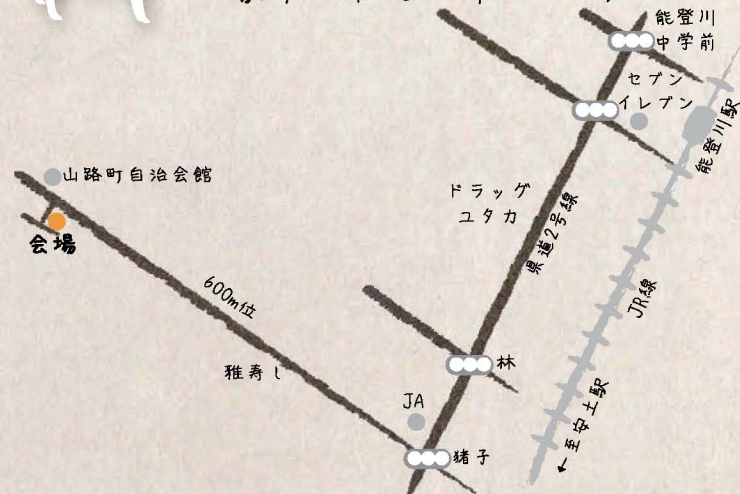 能登川
中学前
セブン
イレブン
能登川駅
山路町自治会館
会場
ドラッグ
ユタカ
県道2号線
JR線
600m位
雅寿し
林
JA
猪子
←至安土駅